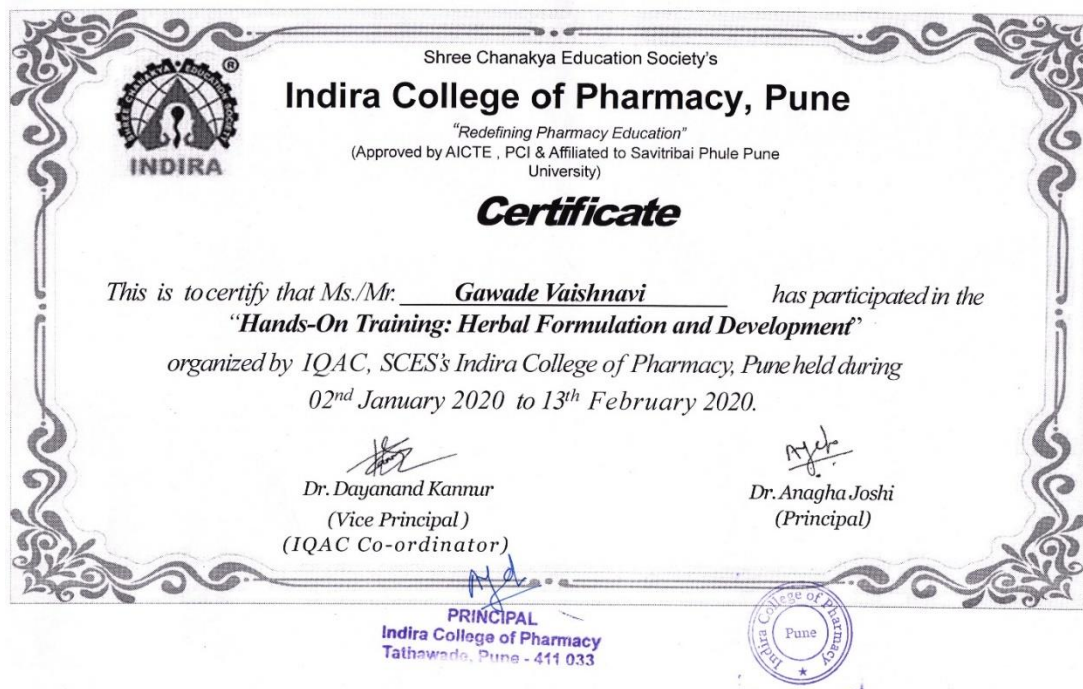 Shree Chanakya Education Society's
Indira College of Pharmacy, Pune
"Redefining Pharmacy Education"
(Approved by AICTE , PCI & Affiliated to Savitribai Phule Pune
University)
SHREE CHANAKYA EDUCATION SOCIETY
®
INDIRA
Certificate
This is to certify that Ms./Mr. Gawade Vaishnavi has participated in the
"Hands-On Training: Herbal Formulation and Development"
organized by IQAC, SCES's Indira College of Pharmacy, Pune held during
02nd January 2020 to 13th February 2020.
Dr. Dayanand Kannur
(Vice Principal )
(IQAC Co-ordinator)
Dr. Anagha Joshi
(Principal)
PRINCIPAL
Indira College of Pharmacy
Tathawade, Pune - 411 033
Indira College of Pharmacy
Pune